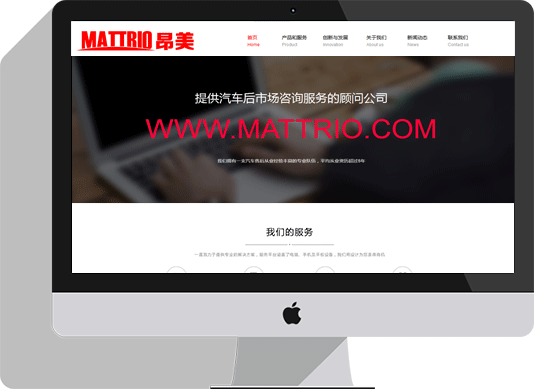 MATTRIO 昂美
首页 产品和服务 创新与发展 关于我们 新闻动态 联系我们
Home Product Innovation About us News Contact us
提供汽车后市场咨询服务的顾问公司
WWW.MATTRIO.COM
我们的服务